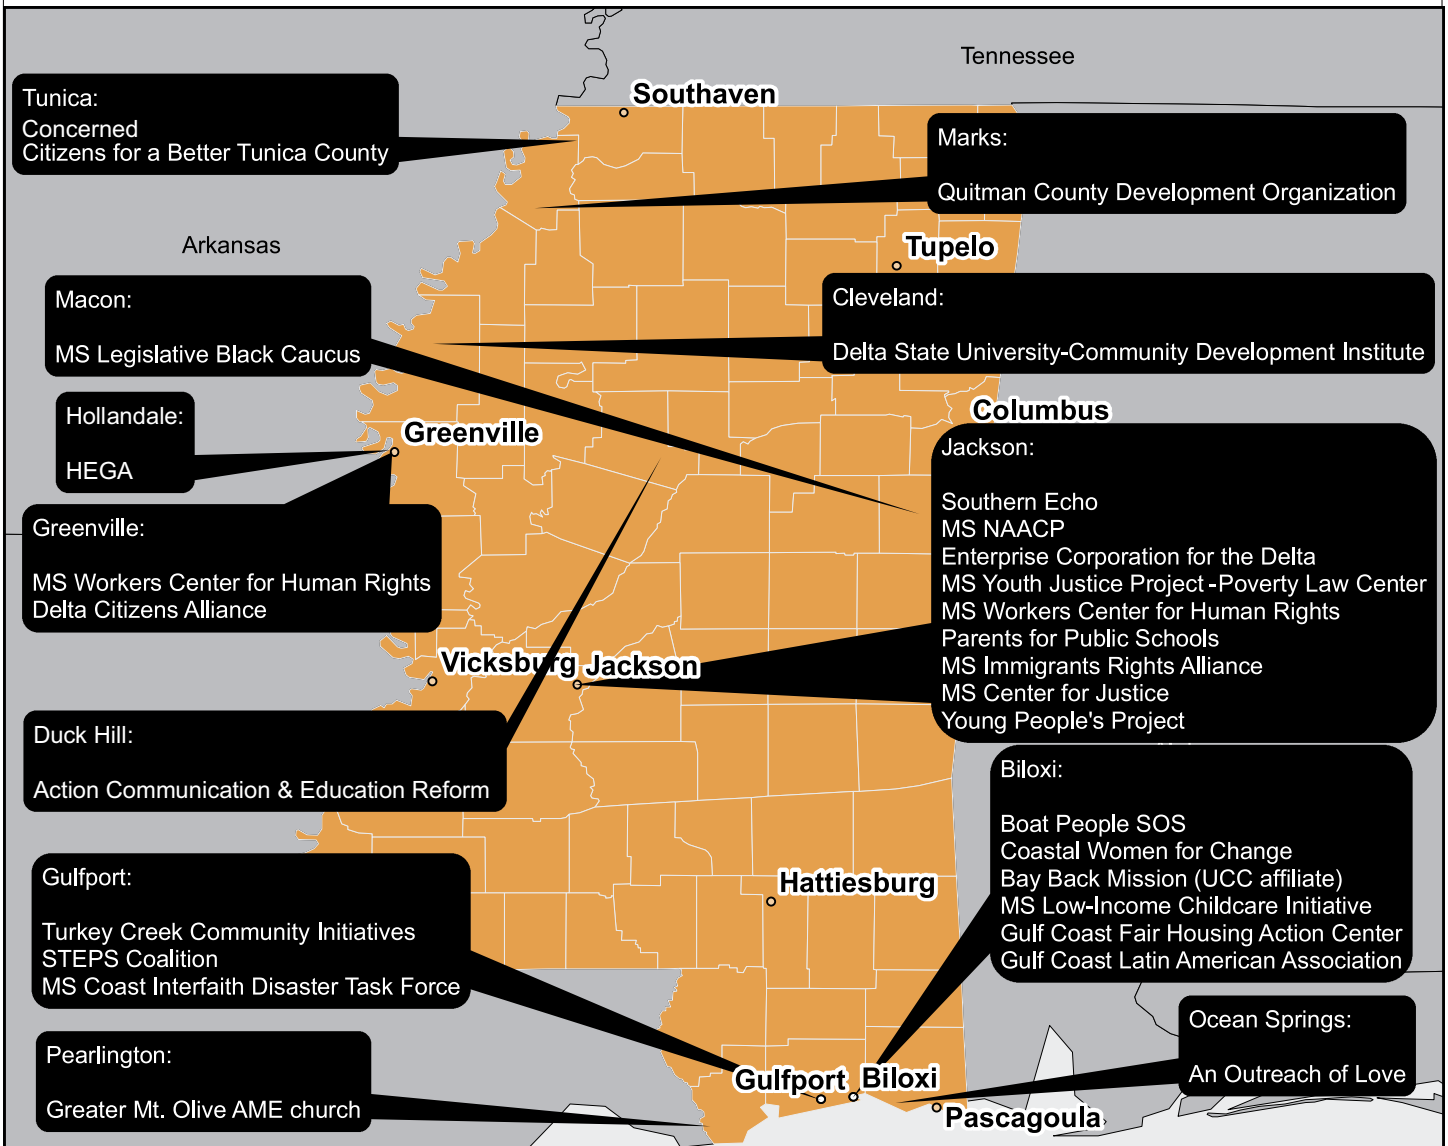 Tennessee
Southaven
Tunica:
Concerned
Citizens for a Better Tunica County
Marks:
Quitman County Development Organization
Arkansas
Tupelo
Macon:
MS Legislative Black Caucus
Cleveland:
Delta State University-Community Development Institute
Hollandale:
HEGA
Greenville
Columbus
Jackson:
Southern Echo
MS NAACP
Enterprise Corporation for the Delta
MS Youth Justice Project -Poverty Law Center
MS Workers Center for Human Rights
Parents for Public Schools
MS Immigrants Rights Alliance
MS Center for Justice
Young People's Project
Greenville:
MS Workers Center for Human Rights
Delta Citizens Alliance
Vicksburg
Jackson
Duck Hill:
Action Communication & Education Reform
Biloxi:
Boat People SOS
Coastal Women for Change
Bay Back Mission (UCC affiliate)
MS Low-Income Childcare Initiative
Gulf Coast Fair Housing Action Center
Gulf Coast Latin American Association
Hattiesburg
Gulfport:
Turkey Creek Community Initiatives
STEPS Coalition
MS Coast Interfaith Disaster Task Force
Ocean Springs:
An Outreach of Love
Pearlington:
Greater Mt. Olive AME church
Gulfport
Biloxi
Pascagoula